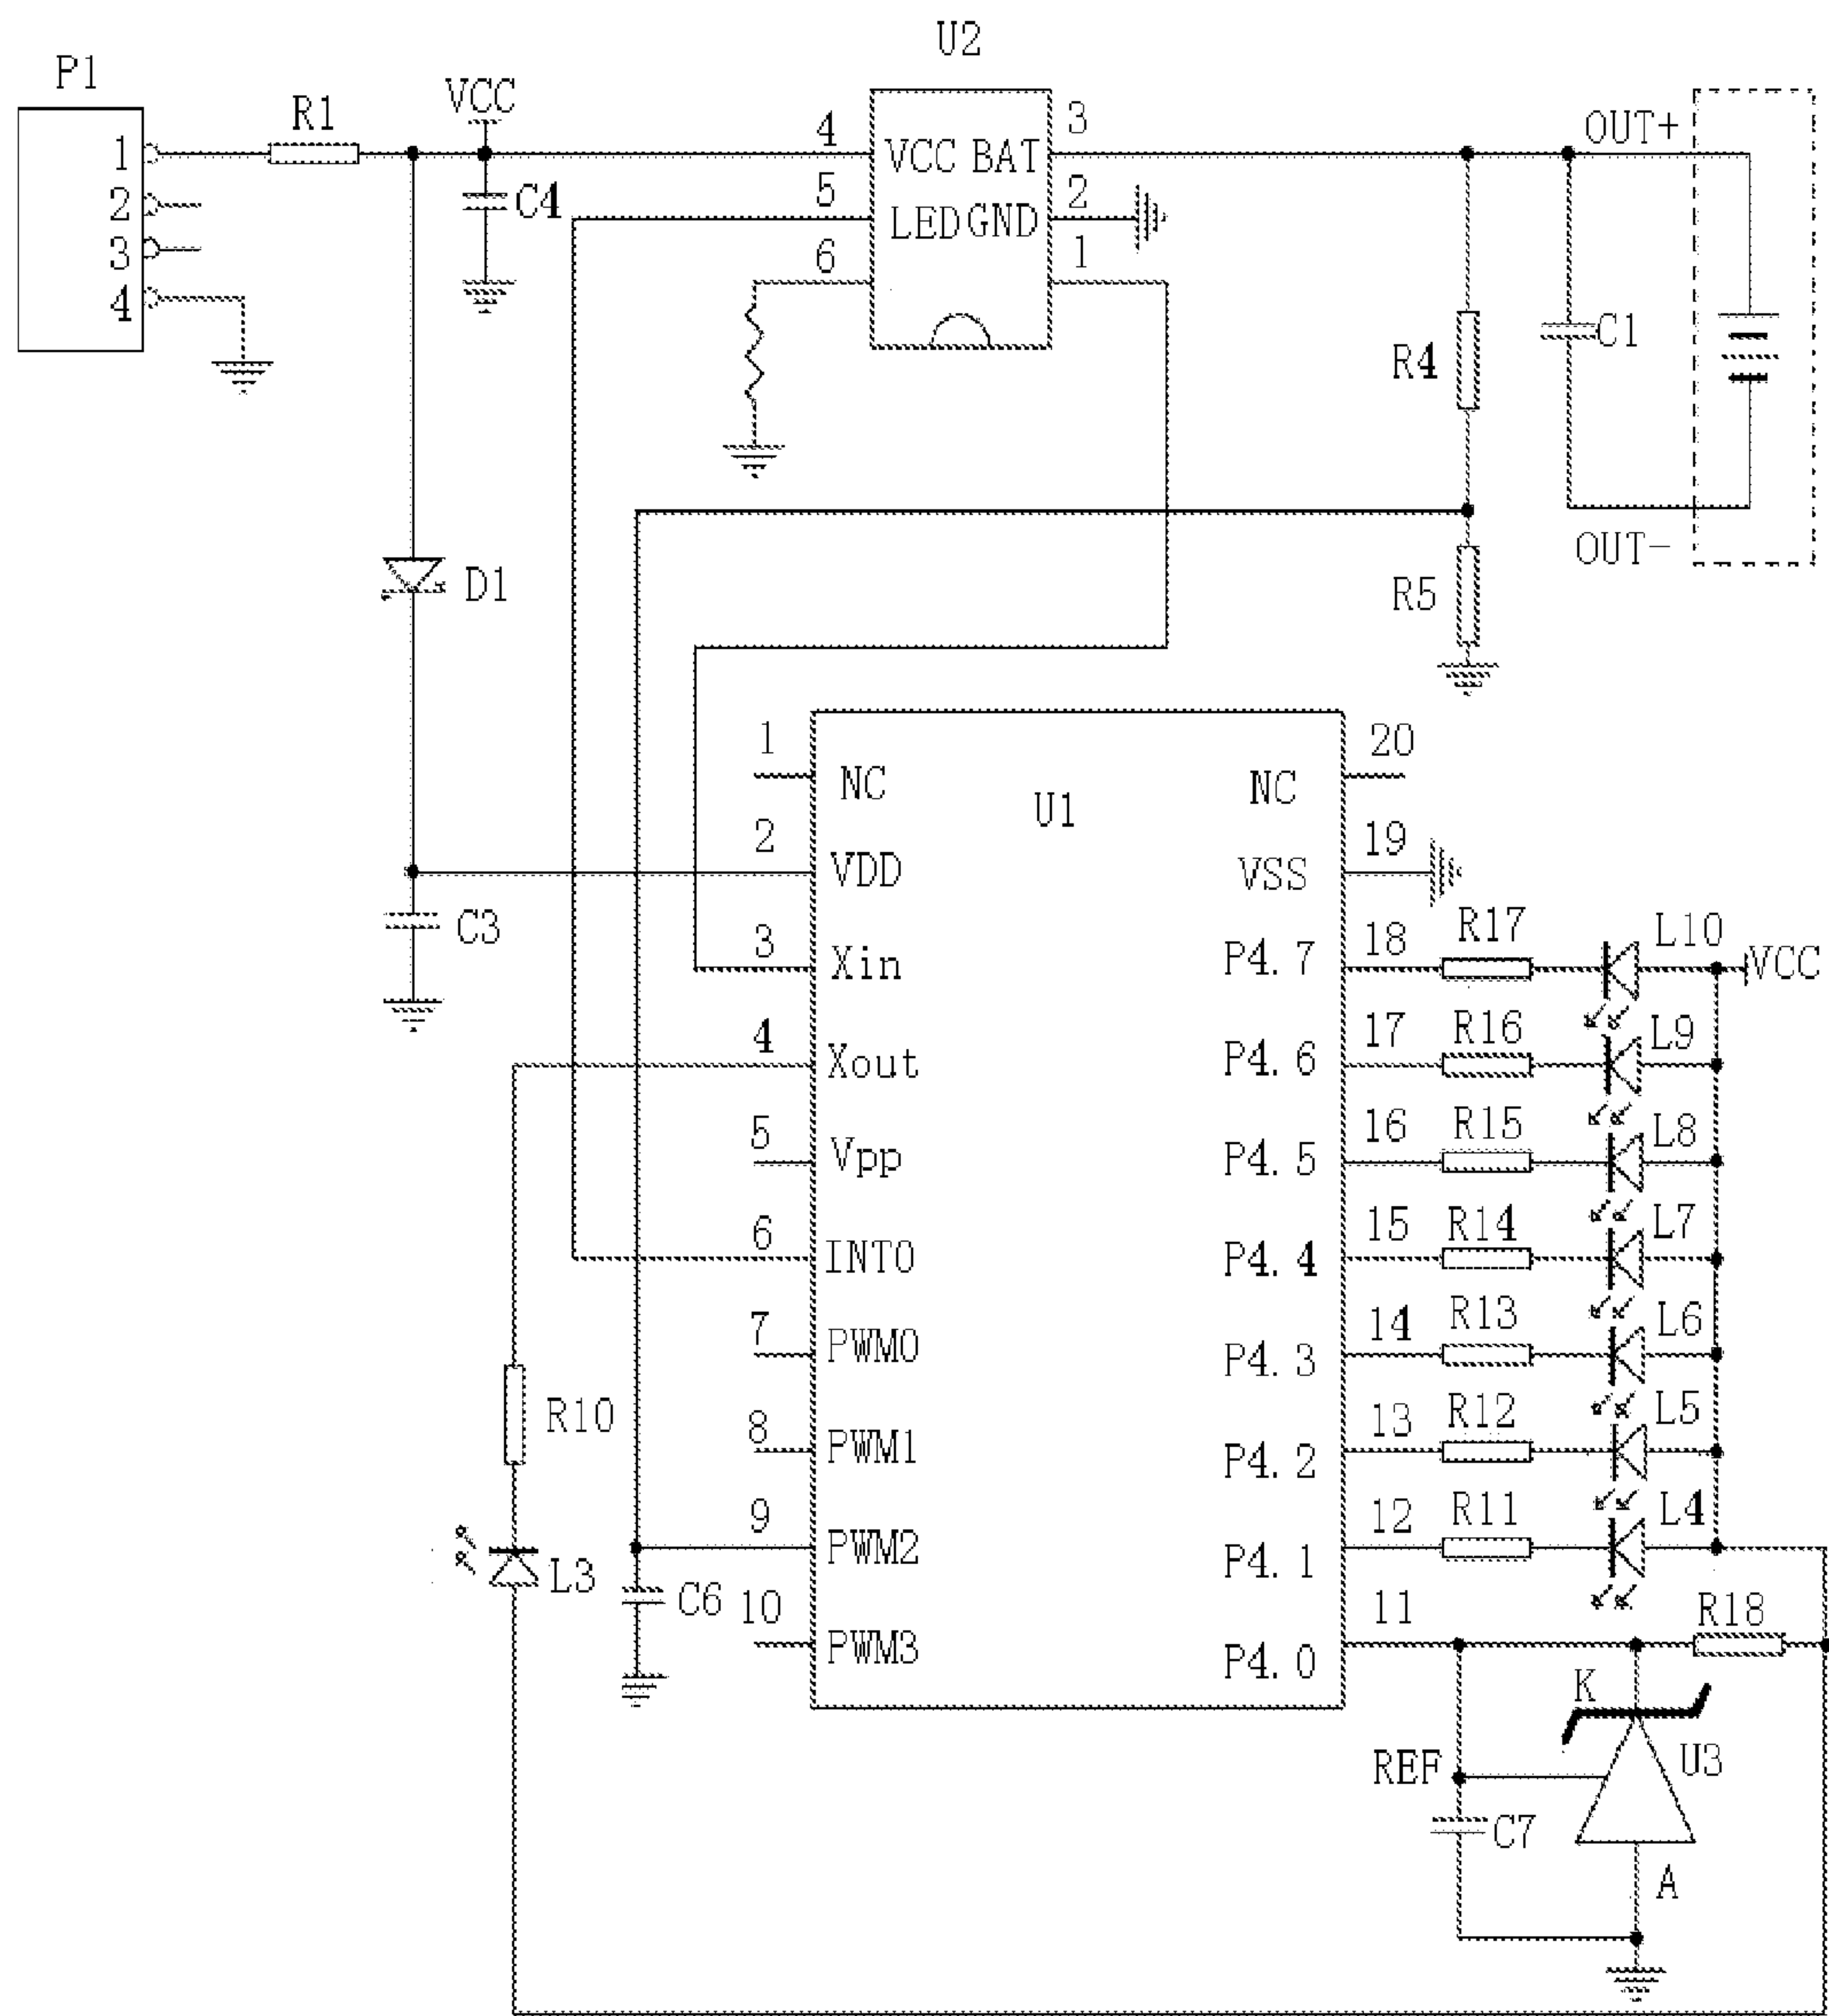 U2
P1
VCC
R1
1
2
3
4
C4
4
5
6
VCC BAT
LED GND
3
2
1
OUT+
OUT-
C1
R4
R5
D1
C3
U1
1
NC
2
VDD
3
Xin
4
Xout
5
Vpp
6
INT0
7
PWM0
8
PWM1
9
PWM2
10
PWM3
20
NC
19
VSS
18
P4.7
R17
L10
VCC
17
P4.6
R16
L9
16
P4.5
R15
L8
15
P4.4
R14
L7
14
P4.3
R13
L6
13
P4.2
R12
L5
12
P4.1
R11
L4
11
P4.0
R18
R10
L3
C6
K
REF
U3
C7
A